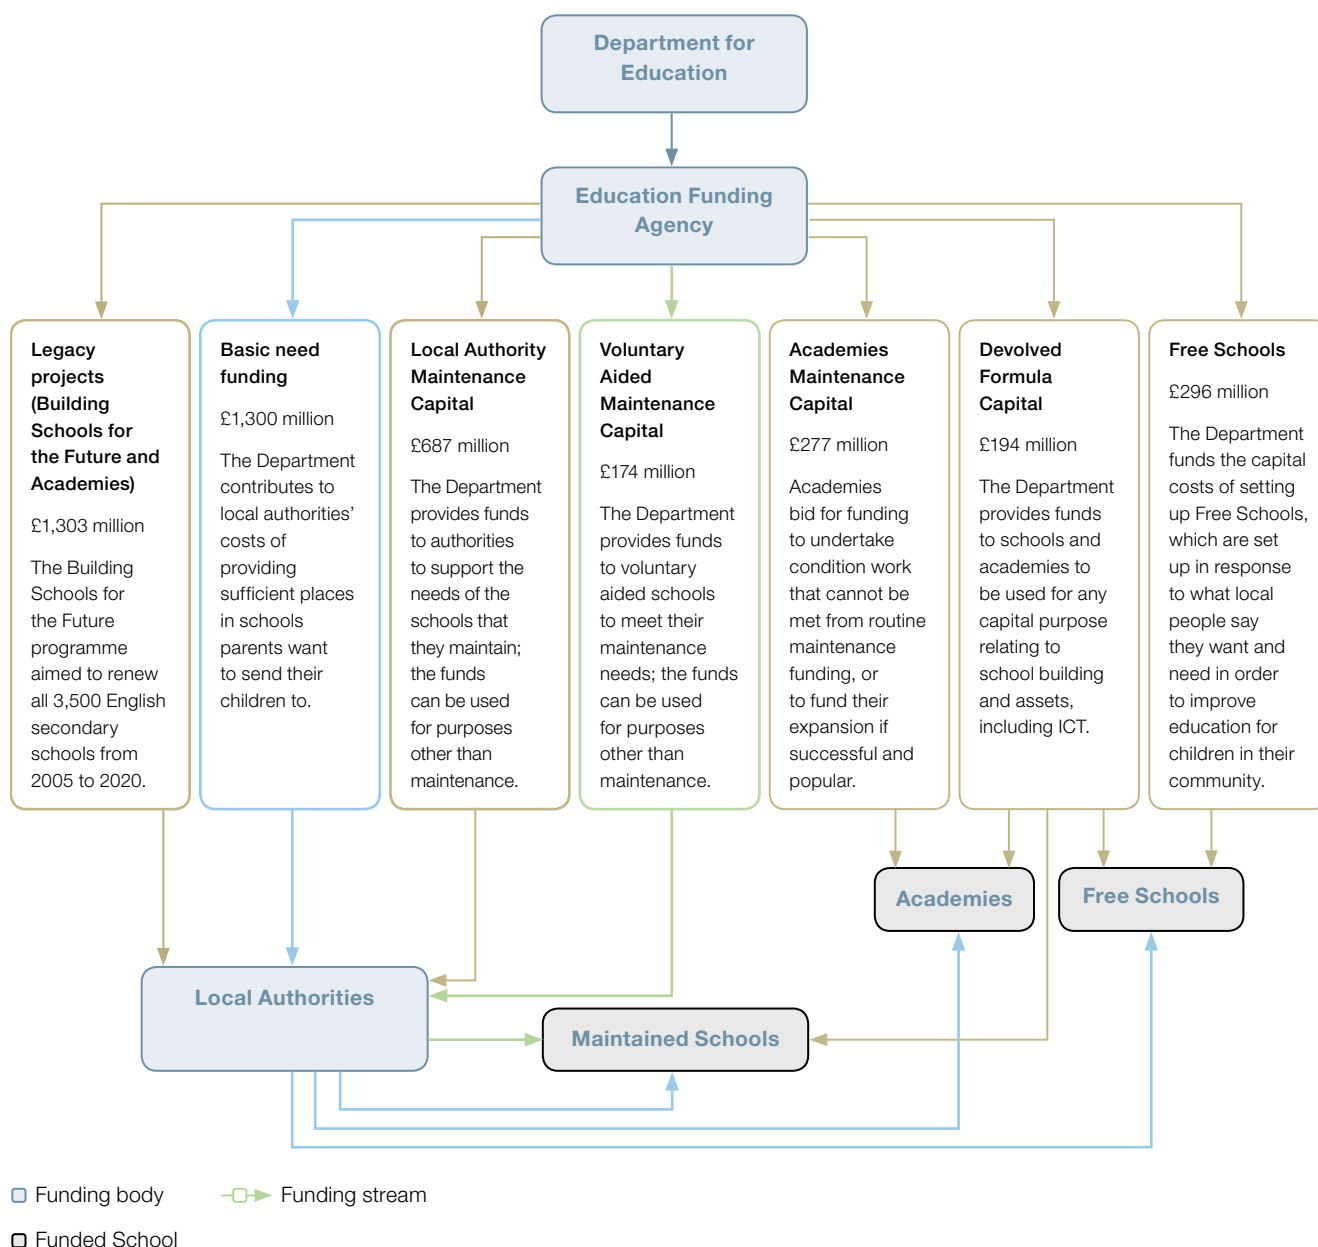 Department for
Education
Education Funding
Agency
Legacy
projects
(Building
Schools for
the Future and
Academies)
£1,303 million
The Building
Schools for
the Future
programme
aimed to renew
all 3,500 English
secondary
schools from
2005 to 2020.
Basic need
funding
£1,300 million
The Department
contributes to
local authorities’
costs of
providing
sufficient places
in schools
parents want
to send their
children to.
Local Authority
Maintenance
Capital
£687 million
The Department
provides funds
to authorities
to support the
needs of the
schools that
they maintain;
the funds
can be used
for purposes
other than
maintenance.
Voluntary
Aided
Maintenance
Capital
£174 million
The Department
provides funds
to voluntary
aided schools
to meet their
maintenance
needs; the funds
can be used
for purposes
other than
maintenance.
Academies
Maintenance
Capital
£277 million
Academies
bid for funding
to undertake
condition work
that cannot be
met from routine
maintenance
funding, or
to fund their
expansion if
successful and
popular.
Devolved
Formula
Capital
£194 million
The Department
provides funds
to schools and
academies to
be used for any
capital purpose
relating to
school building
and assets,
including ICT.
Free Schools
£296 million
The Department
funds the capital
costs of setting
up Free Schools,
which are set
up in response
to what local
people say
they want and
need in order
to improve
education for
children in their
community.
Academies
Free Schools
Local Authorities
Maintained Schools
Funding body
Funding stream
Funded School